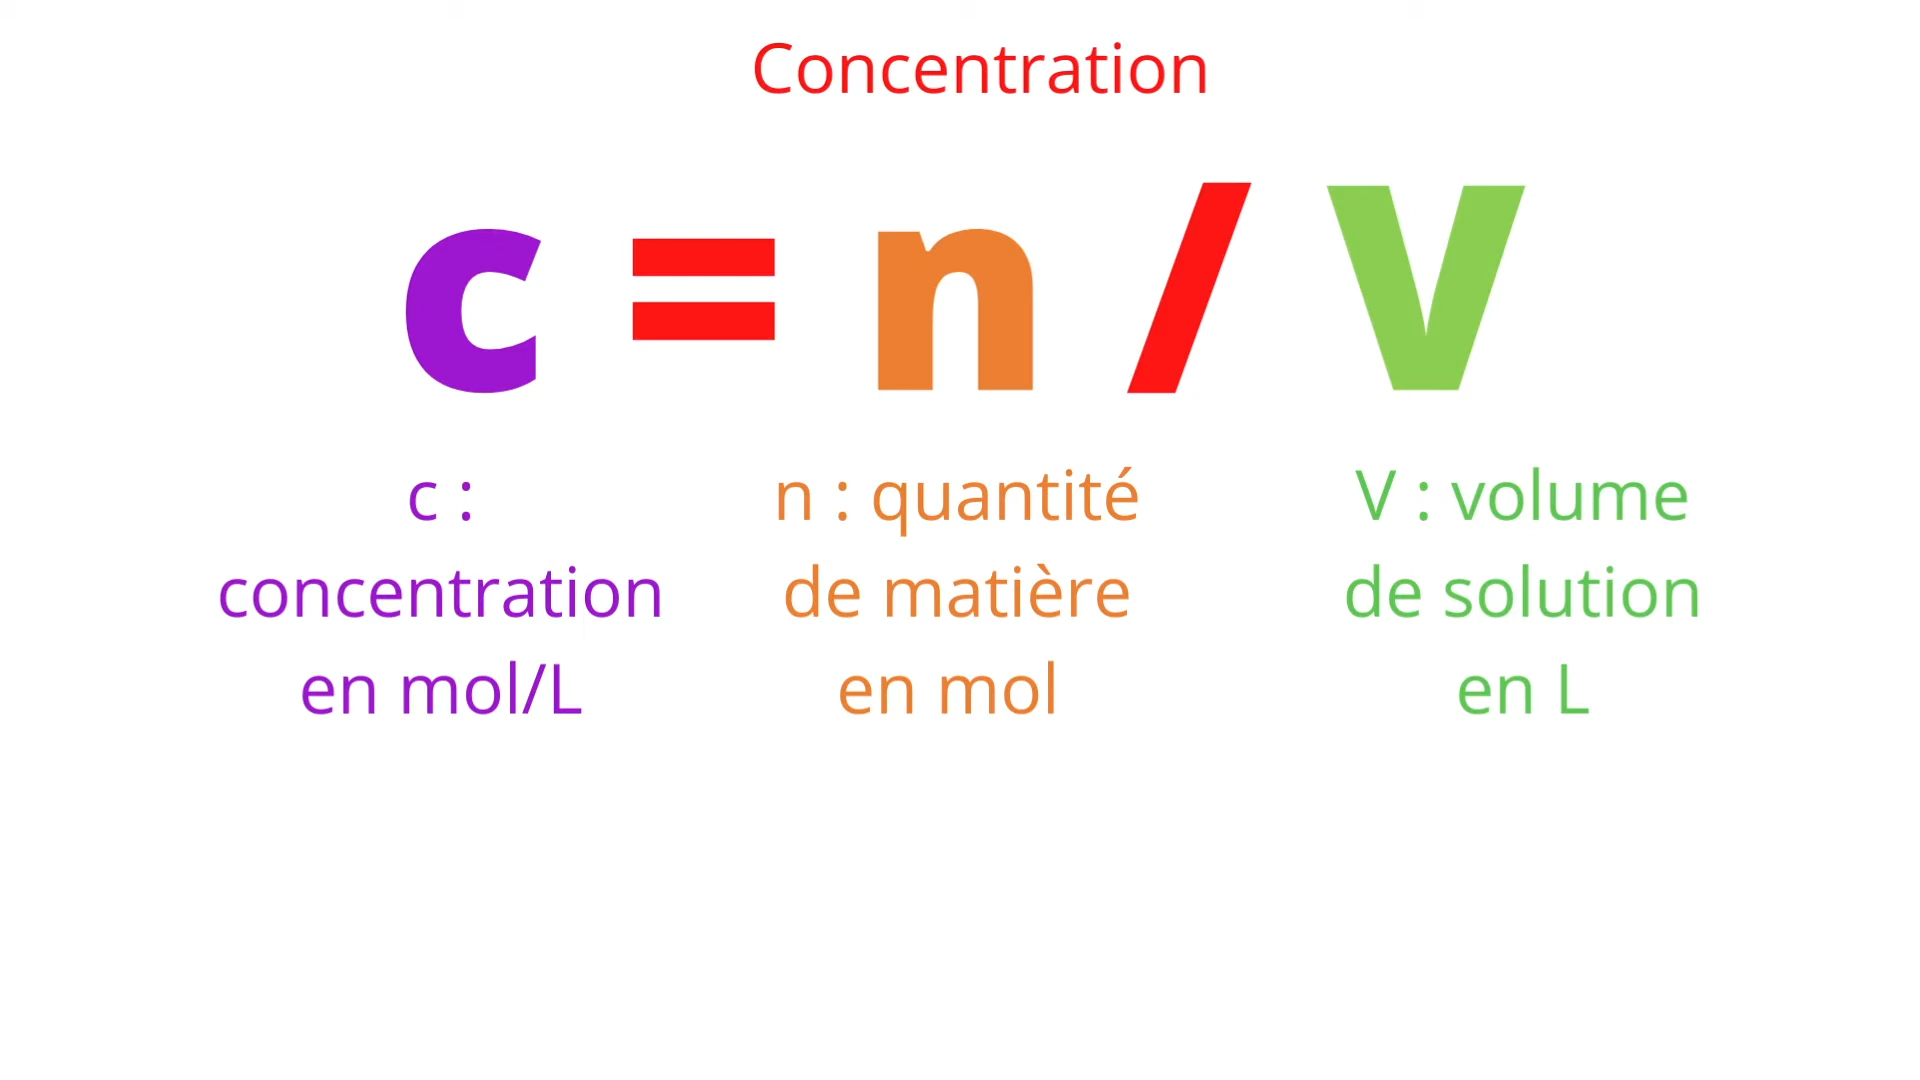 Concentration
c = n / V
c :
concentration
en mol/L
n : quantité
de matière
en mol
V : volume
de solution
en L